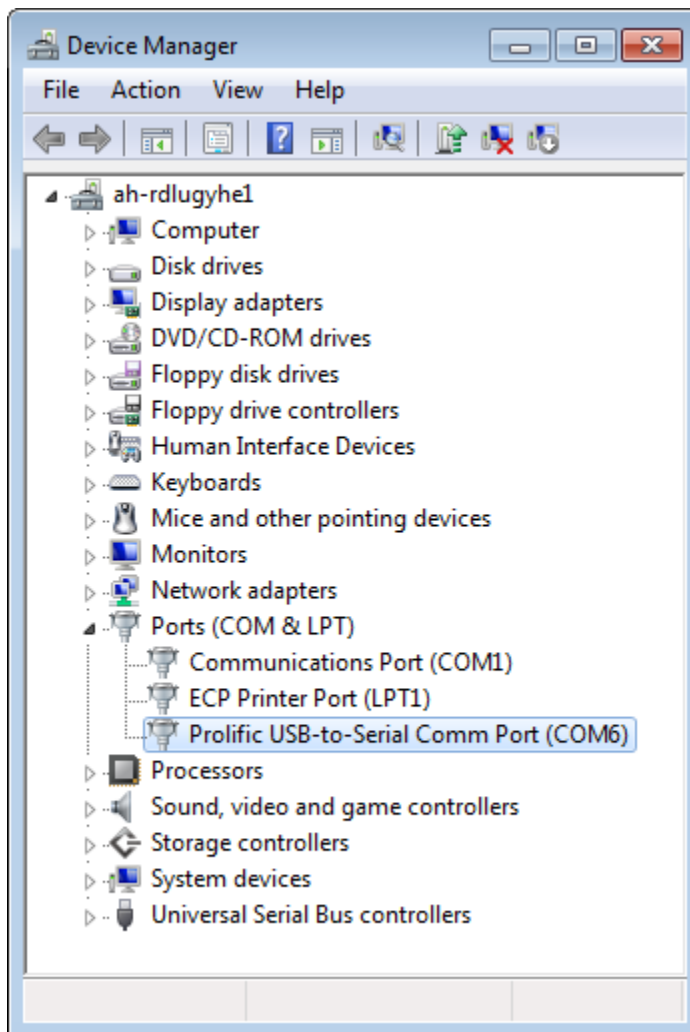 Device Manager
File Action View Help
ah-rdlugyhe1
Computer
Disk drives
Display adapters
DVD/CD-ROM drives
Floppy disk drives
Floppy drive controllers
Human Interface Devices
Keyboards
Mice and other pointing devices
Monitors
Network adapters
Ports (COM & LPT)
Communications Port (COM1)
ECP Printer Port (LPT1)
Prolific USB-to-Serial Comm Port (COM6)
Processors
Sound, video and game controllers
Storage controllers
System devices
Universal Serial Bus controllers